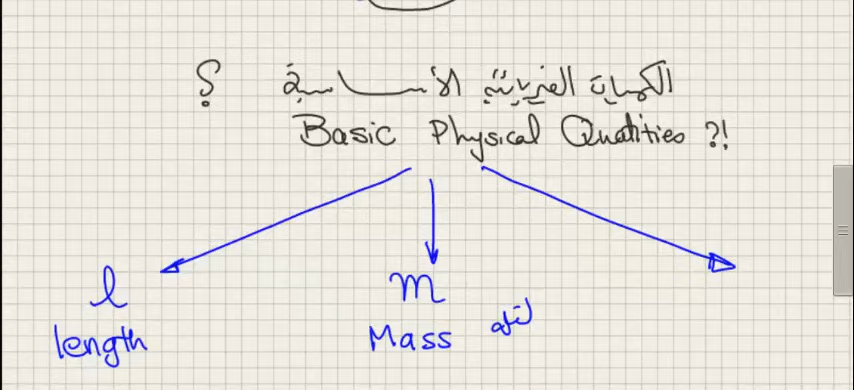 الكميات الفيزيائية الأساسية ؟
Basic Physical Quatities ?!
l m
length Mass كتلة